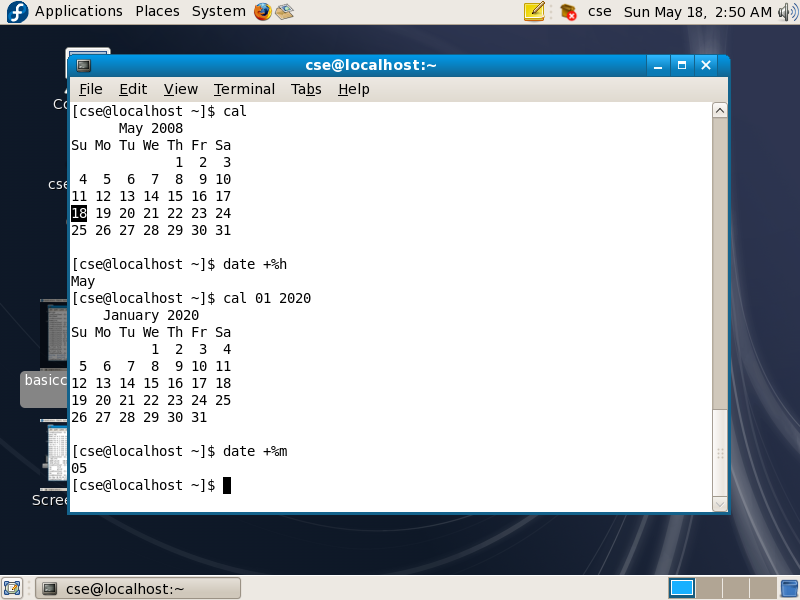 Applications Places System cse Sun May 18, 2:50 AM
cse@localhost:~
File Edit View Terminal Tabs Help
[cse@localhost ~]$ cal
      May 2008
Su Mo Tu We Th Fr Sa
             1  2  3
 4  5  6  7  8  9 10
11 12 13 14 15 16 17
18 19 20 21 22 23 24
25 26 27 28 29 30 31
[cse@localhost ~]$ date +%h
May
[cse@localhost ~]$ cal 01 2020
    January 2020
Su Mo Tu We Th Fr Sa
          1  2  3  4
 5  6  7  8  9 10 11
12 13 14 15 16 17 18
19 20 21 22 23 24 25
26 27 28 29 30 31
[cse@localhost ~]$ date +%m
05
[cse@localhost ~]$
Co
cse
basicc
Scree
cse@localhost:~